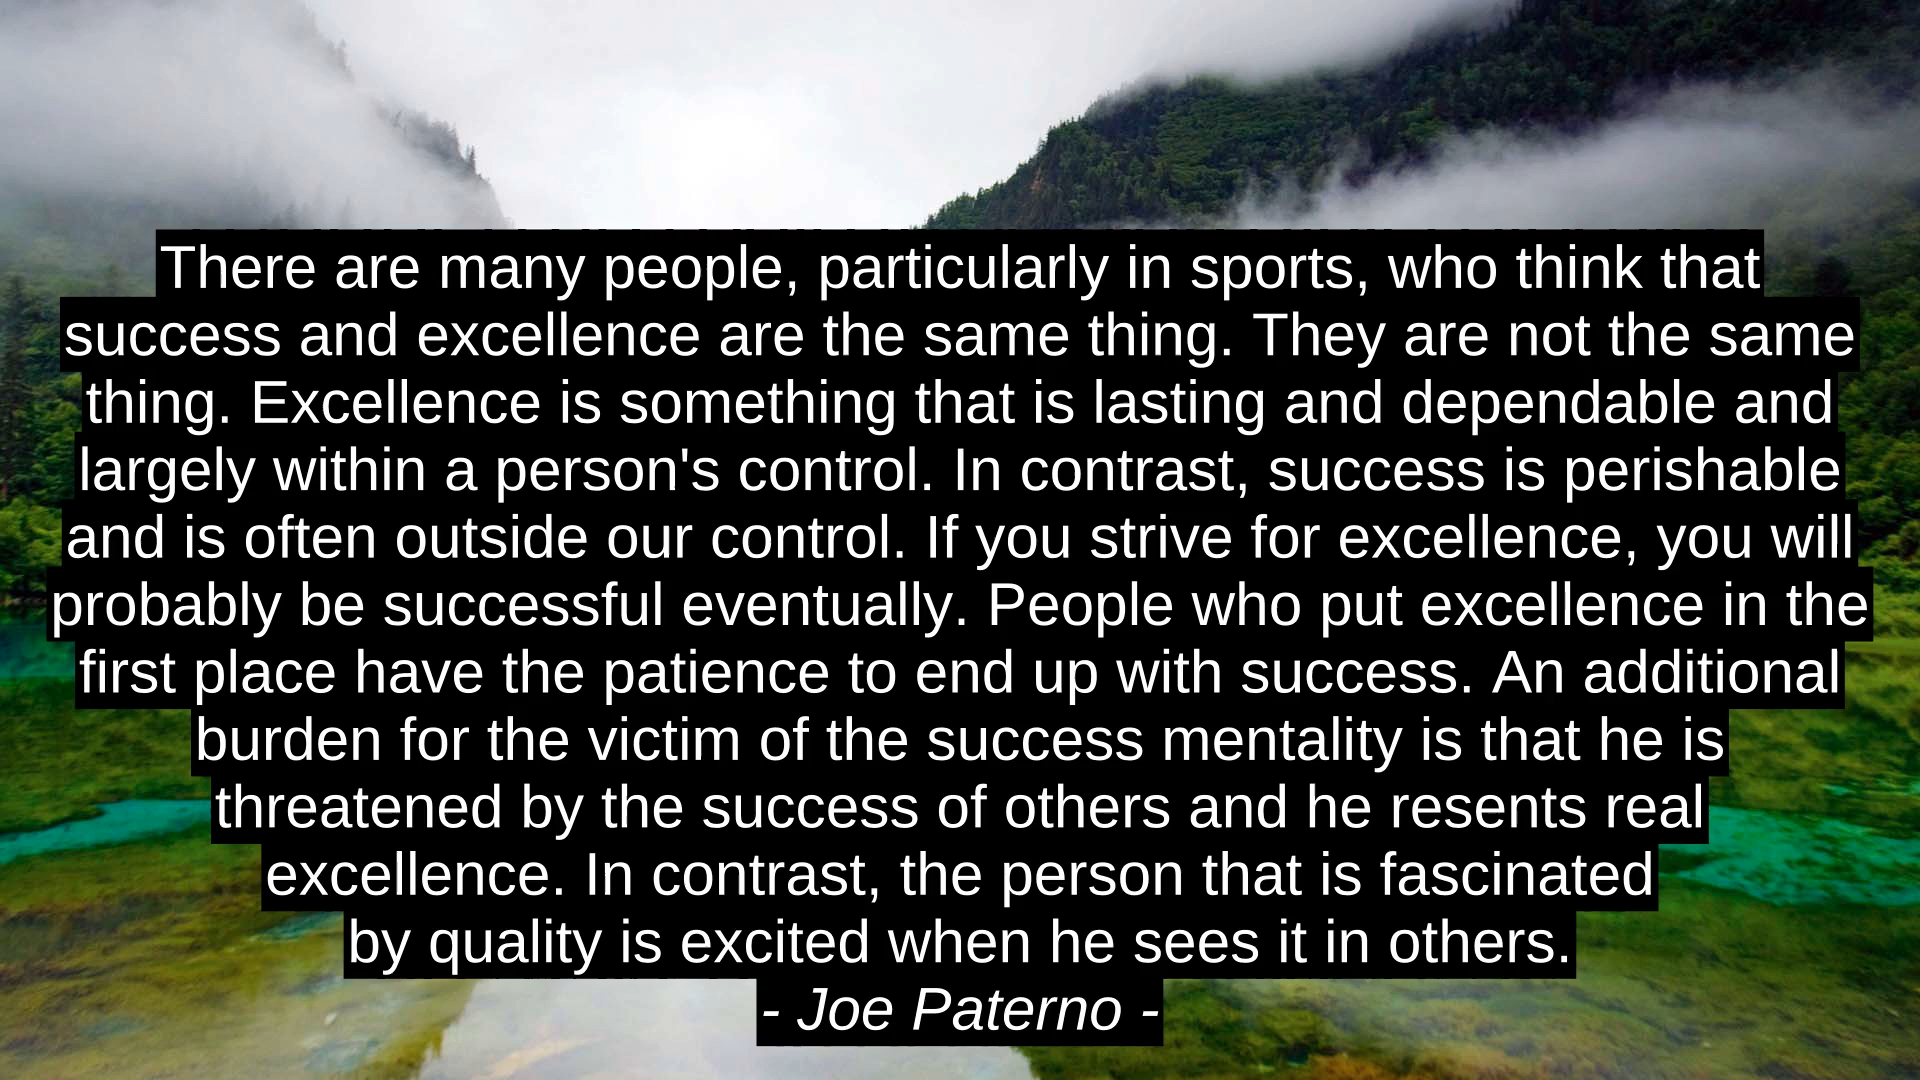 There are many people, particularly in sports, who think that
success and excellence are the same thing. They are not the same
thing. Excellence is something that is lasting and dependable and
largely within a person's control. In contrast, success is perishable
and is often outside our control. If you strive for excellence, you will
probably be successful eventually. People who put excellence in the
first place have the patience to end up with success. An additional
burden for the victim of the success mentality is that he is
threatened by the success of others and he resents real
excellence. In contrast, the person that is fascinated
by quality is excited when he sees it in others.
- Joe Paterno -